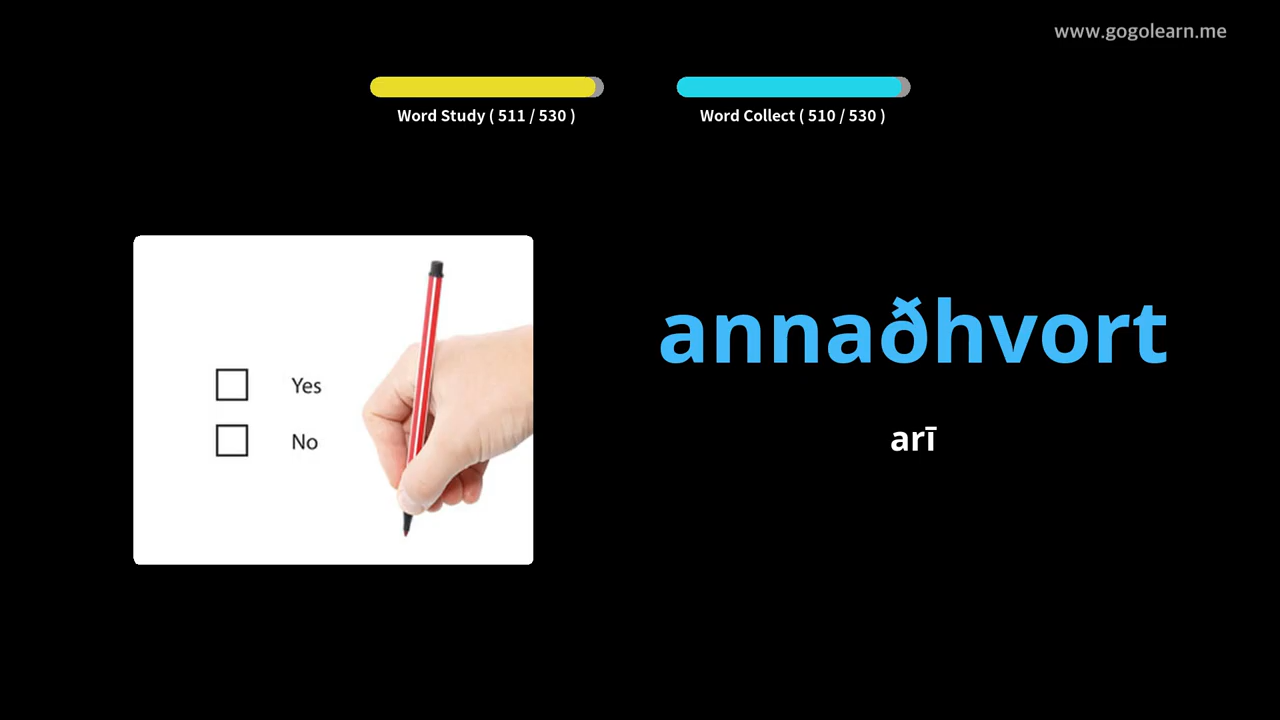 www.gogolearn.me
Word Study ( 511 / 530 )
Word Collect ( 510 / 530 )
annaðhvort
arī
Yes
No